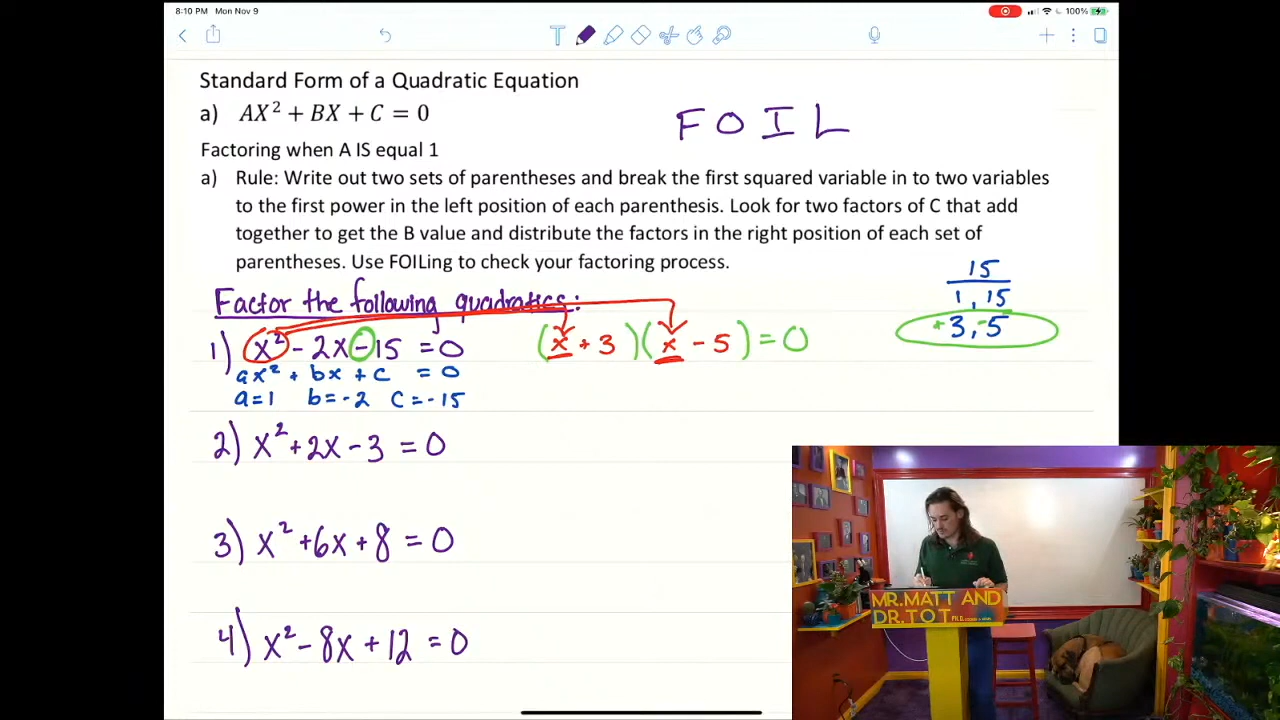 8:10 PM Mon Nov 9
100%
T
Standard Form of a Quadratic Equation
a) AX² + BX + C = 0
F O I L
Factoring when A IS equal 1
a) Rule: Write out two sets of parentheses and break the first squared variable in to two variables
to the first power in the left position of each parenthesis. Look for two factors of C that add
together to get the B value and distribute the factors in the right position of each set of
parentheses. Use FOILing to check your factoring process.
15
1, 15
+3, -5
Factor the following quadratics:
1) x² - 2x - 15 = 0 (x + 3)(x - 5) = 0
ax² + bx + c = 0
a=1 b=-2 c=-15
2) x² + 2x - 3 = 0
3) x² + 6x + 8 = 0
4) x² - 8x + 12 = 0
MR. MATT AND
DR. TOT PH.D.